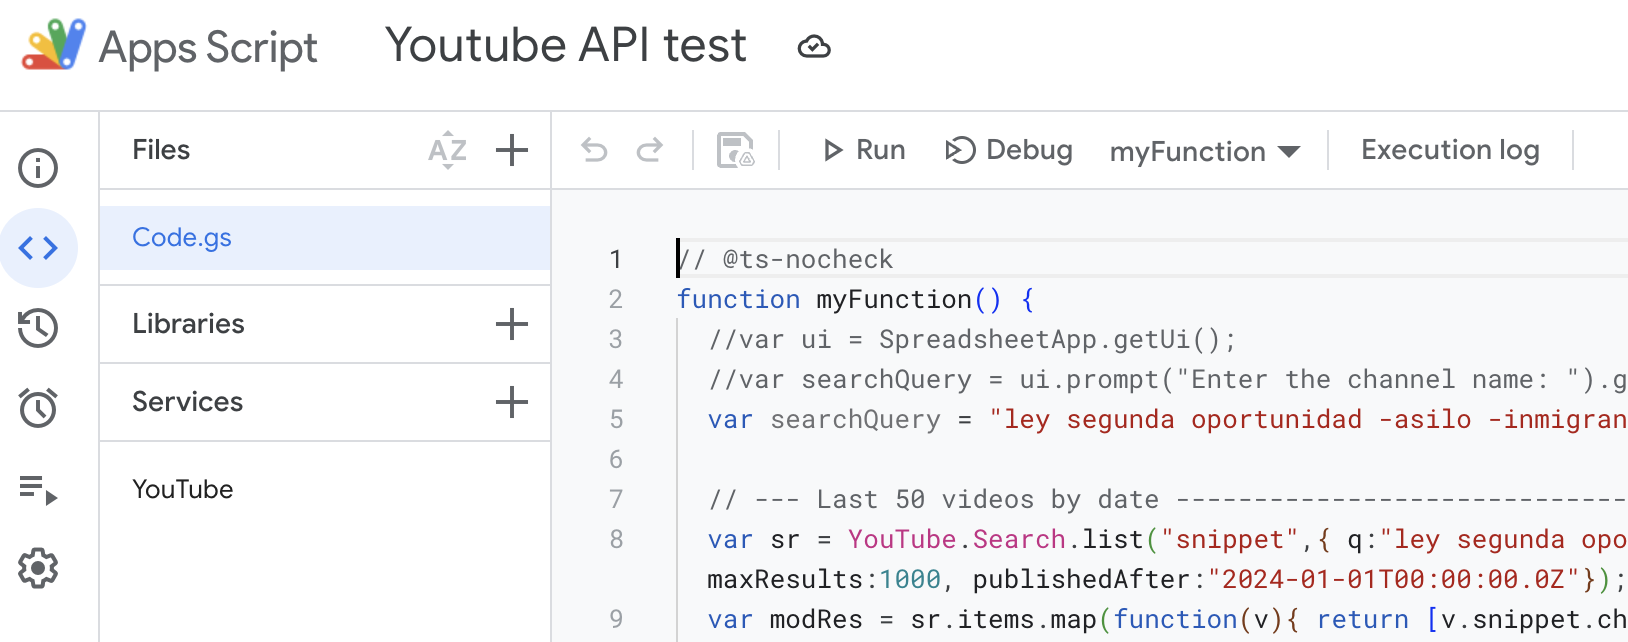 Apps Script
Youtube API test
Files
AZ
Run
Debug
myFunction
Execution log
Code.gs
Libraries
Services
YouTube
1 // @ts-nocheck
2 function myFunction() {
3 //var ui = SpreadsheetApp.getUi();
4 //var searchQuery = ui.prompt("Enter the channel name: ").g
5 var searchQuery = "ley segunda oportunidad -asilo -inmigran
6
7 // --- Last 50 videos by date -----------------------------
8 var sr = YouTube.Search.list("snippet",{ q:"ley segunda opo
maxResults:1000, publishedAfter:"2024-01-01T00:00:00.0Z"});
9 var modRes = sr.items.map(function(v){ return [v.snippet.ch